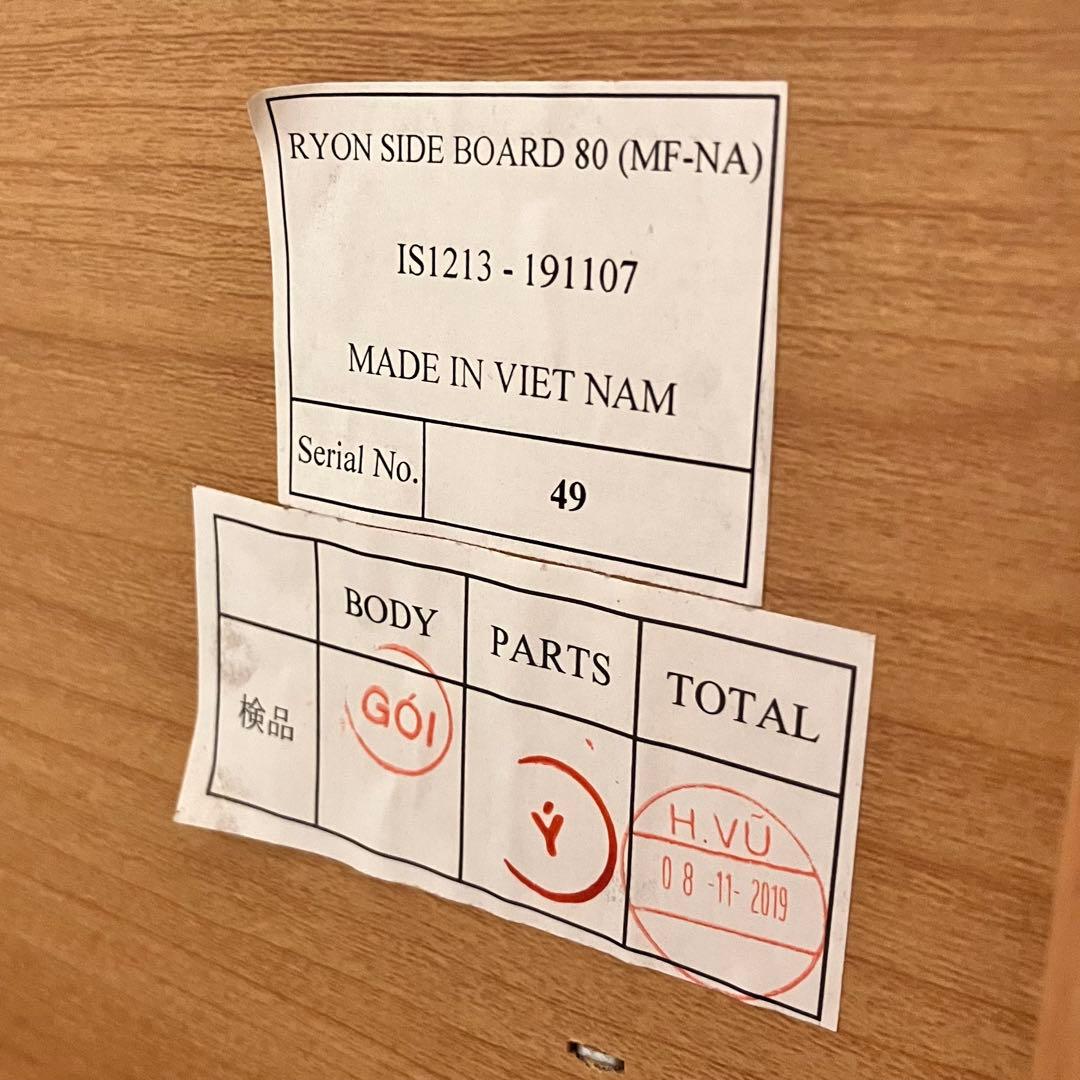 RYON SIDE BOARD 80 (MF-NA)
IS1213 - 191107
MADE IN VIET NAM
Serial No. 49
BODY PARTS TOTAL
検品 GÓI Ý H.VŨ
08 -11- 2019